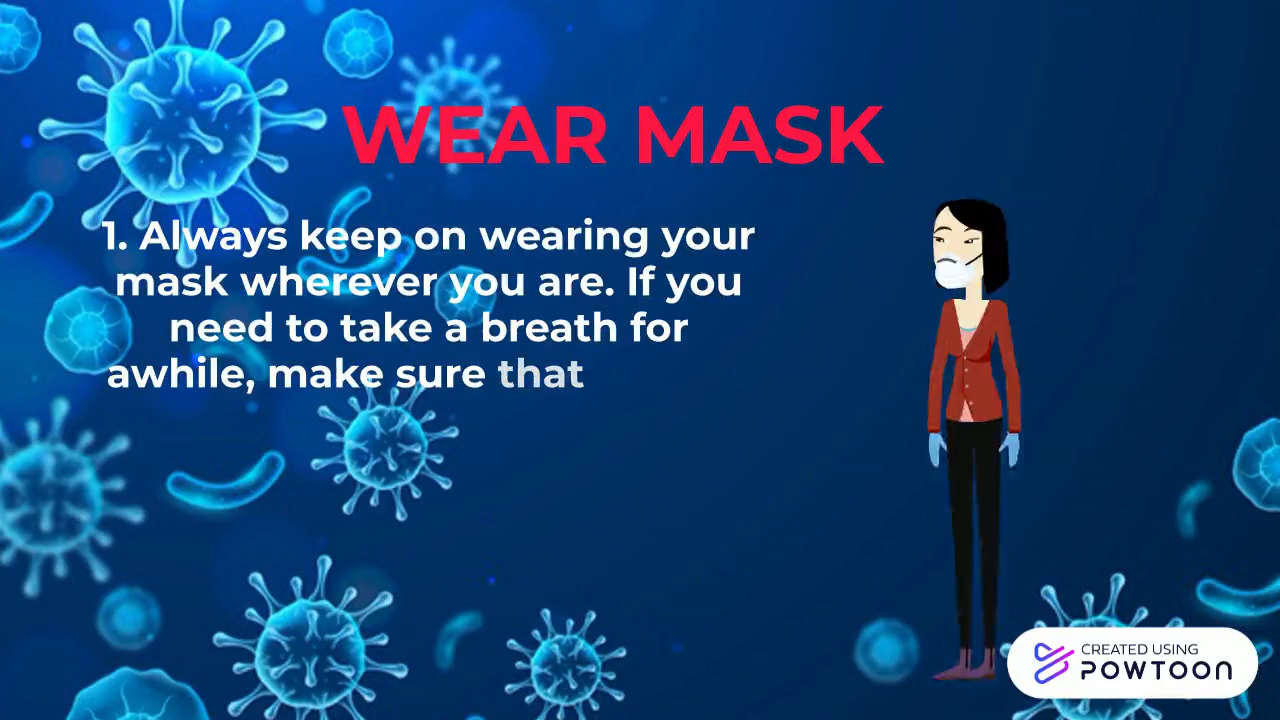 WEAR MASK
1. Always keep on wearing your
mask wherever you are. If you
need to take a breath for
awhile, make sure that
CREATED USING
POWTOON